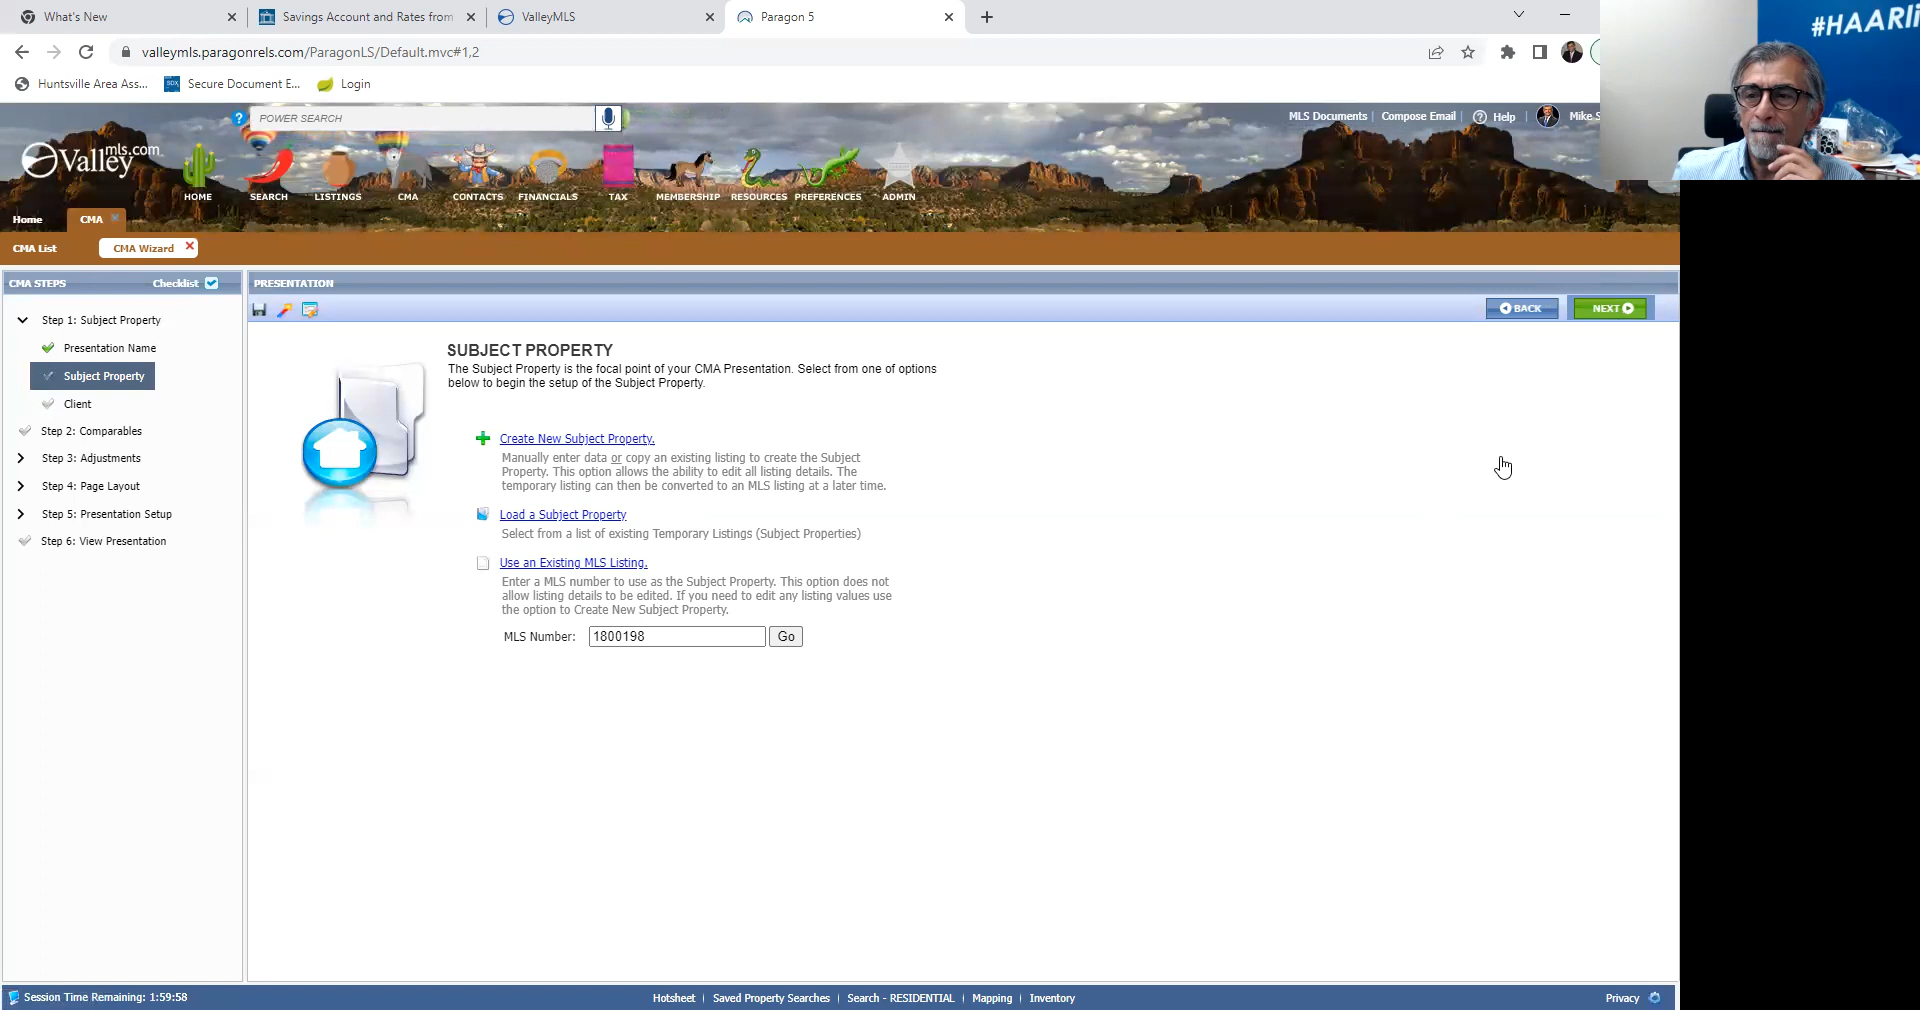 What's New
Savings Account and Rates from
ValleyMLS
Paragon 5
valleymls.paragonrels.com/ParagonLS/Default.mvc#1,2
Huntsville Area Ass...
Secure Document E...
Login
#HAARli
POWER SEARCH
MLS Documents
Compose Email
Help
Mike S
Valleymls.com
HOME
SEARCH
LISTINGS
CMA
CONTACTS
FINANCIALS
TAX
MEMBERSHIP
RESOURCES
PREFERENCES
ADMIN
Home
CMA
CMA List
CMA Wizard
CMA STEPS
Checklist
PRESENTATION
BACK
NEXT
Step 1: Subject Property
Presentation Name
Subject Property
Client
Step 2: Comparables
Step 3: Adjustments
Step 4: Page Layout
Step 5: Presentation Setup
Step 6: View Presentation
SUBJECT PROPERTY
The Subject Property is the focal point of your CMA Presentation. Select from one of options
below to begin the setup of the Subject Property.
Create New Subject Property.
Manually enter data or copy an existing listing to create the Subject
Property. This option allows the ability to edit all listing details. The
temporary listing can then be converted to an MLS listing at a later time.
Load a Subject Property
Select from a list of existing Temporary Listings (Subject Properties)
Use an Existing MLS Listing.
Enter a MLS number to use as the Subject Property. This option does not
allow listing details to be edited. If you need to edit any listing values use
the option to Create New Subject Property.
MLS Number: 1800198 Go
Session Time Remaining: 1:59:58
Hotsheet | Saved Property Searches | Search - RESIDENTIAL | Mapping | Inventory
Privacy